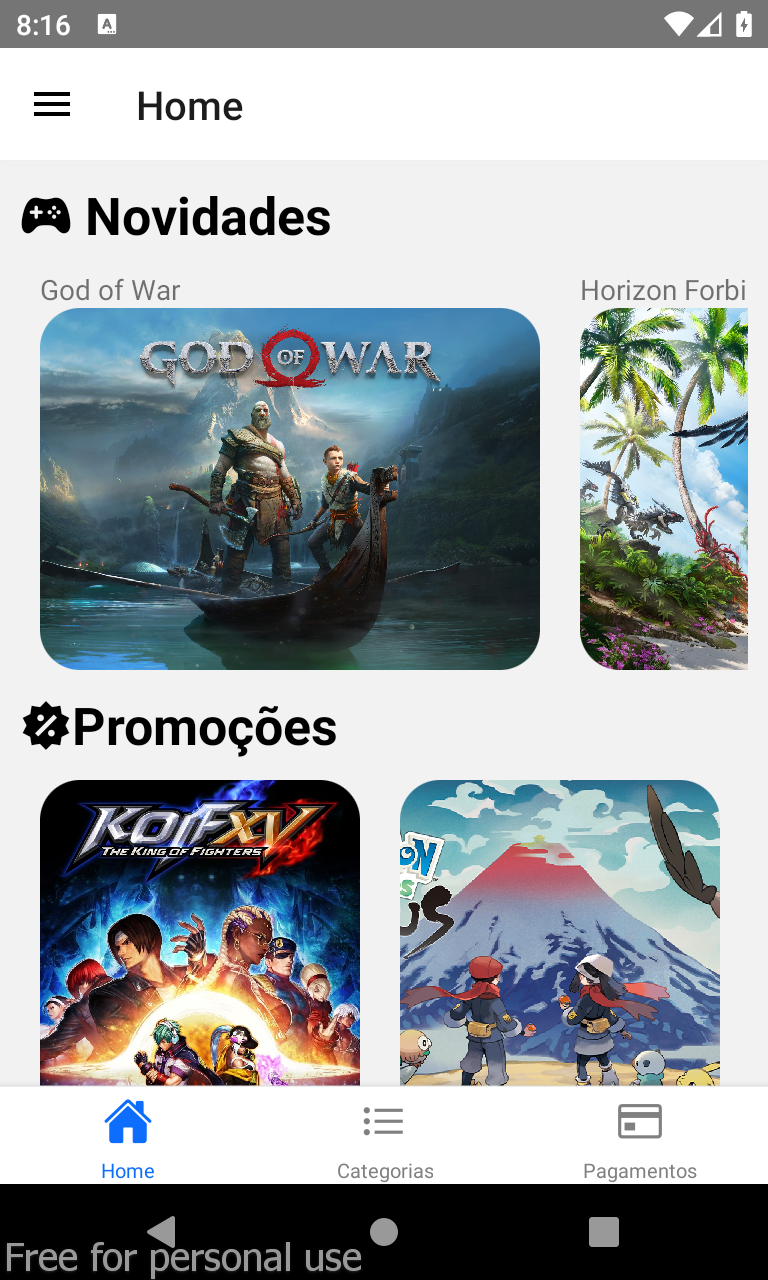 8:16
Home
Novidades
God of War
Horizon Forbi
GOD OF WAR
Promoções
KOF XV
THE KING OF FIGHTERS
Home
Categorias
Pagamentos
Free for personal use